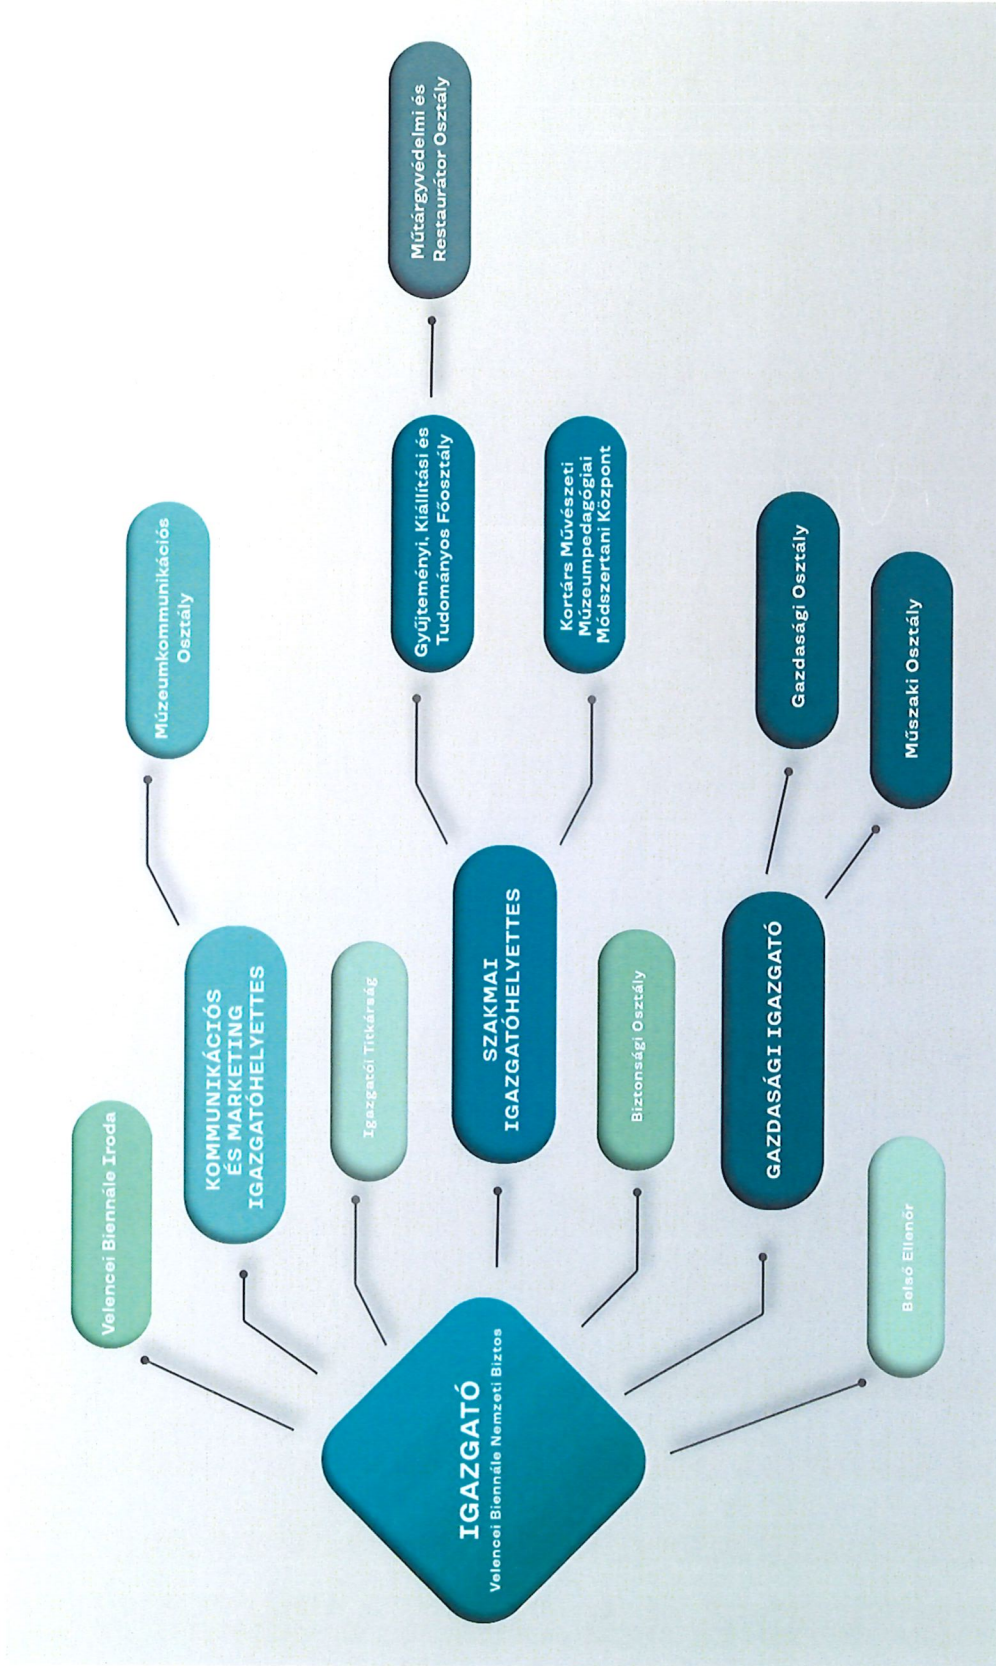 Velencei Biennále Iroda
KOMMUNIKÁCIÓS
ÉS MARKETING
IGAZGATÓHELYETTES
Múzeumkommunikációs
Osztály
Igazgatói Titkárság
IGAZGATÓ
Velencei Biennále Nemzeti Biztos
SZAKMAI
IGAZGATÓHELYETTES
Gyűjteményi, Kiállítási és
Tudományos Főosztály
Műtárgyvédelmi és
Restaurátor Osztály
Kortárs Művészeti
Múzeumpedagógiai
Módszertani Központ
Biztonsági Osztály
GAZDASÁGI IGAZGATÓ
Gazdasági Osztály
Műszaki Osztály
Belső Ellenőr